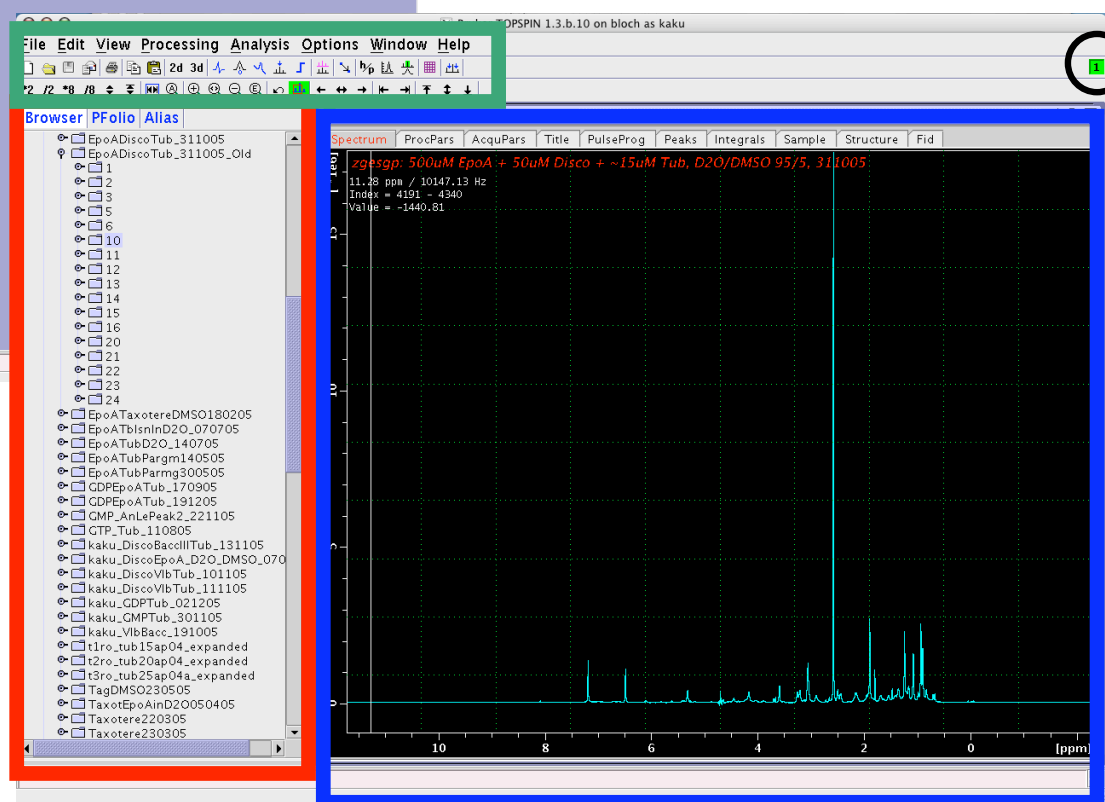 TOPSPIN 1.3.b.10 on bloch as kaku
File Edit View Processing Analysis Options Window Help
2d 3d
*2 /2 *8 /8
1
Browser PFolio Alias
EpoADiscoTub_311005
EpoADiscoTub_311005_Old
1
2
3
5
6
10
11
12
13
14
15
16
20
21
22
23
24
EpoATaxotereDMSO180205
EpoATblsnInD2O_070705
EpoATubD2O_140705
EpoATubPargm140505
EpoATubParmg300505
GDPEpoATub_170905
GDPEpoATub_191205
GMP_AnLePeak2_221105
GTP_Tub_110805
kaku_DiscoBaccIIITub_131105
kaku_DiscoEpoA_D2O_DMSO_070
kaku_DiscoVlbTub_101105
kaku_DiscoVlbTub_111105
kaku_GDPTub_021205
kaku_GMPTub_301105
kaku_VlbBacc_191005
t1ro_tub15ap04_expanded
t2ro_tub20ap04_expanded
t3ro_tub25ap04a_expanded
TagDMSO230505
TaxotEpoAinD2O050405
Taxotere220305
Taxotere230305
Spectrum ProcPars AcquPars Title PulseProg Peaks Integrals Sample Structure Fid
zgesgp: 500uM EpoA + 50uM Disco + ~15uM Tub, D2O/DMSO 95/5, 311005
11.28 ppm / 10147.13 Hz
Index = 4191 - 4340
Value = -1440.81
10 8 6 4 2 0 [ppm]